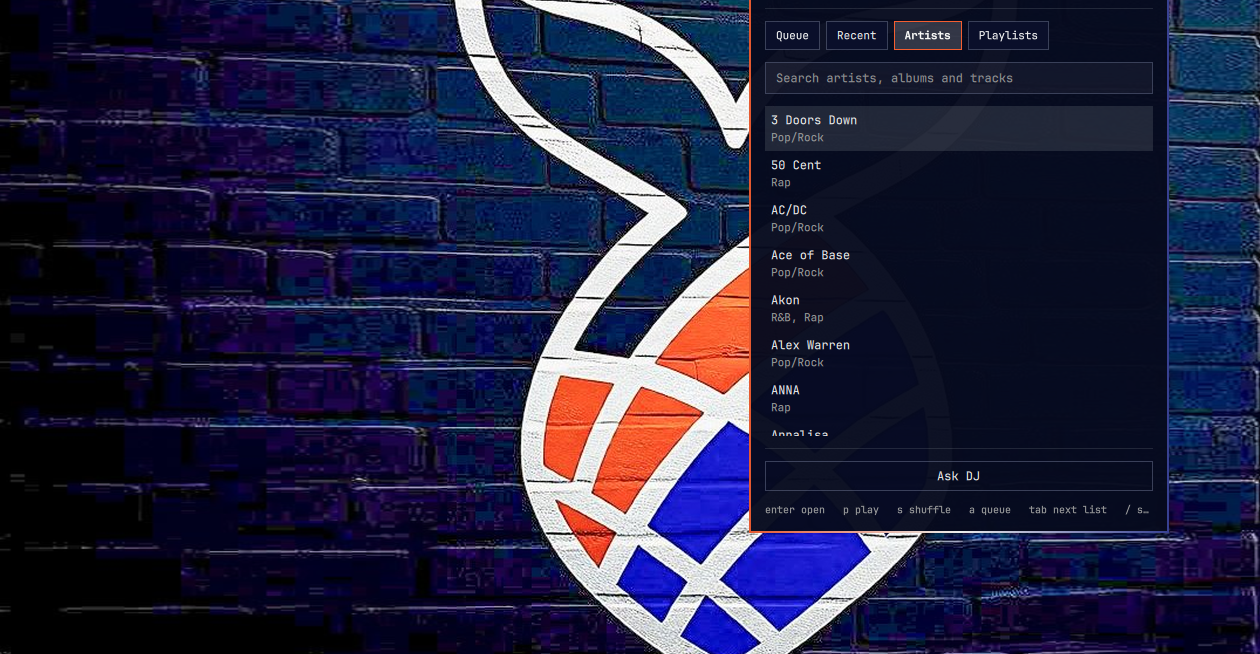 Queue Recent Artists Playlists
Search artists, albums and tracks
3 Doors Down
Pop/Rock
50 Cent
Rap
AC/DC
Pop/Rock
Ace of Base
Pop/Rock
Akon
R&B, Rap
Alex Warren
Pop/Rock
ANNA
Rap
Annalisa
Ask DJ
enter open p play s shuffle a queue tab next list / s…